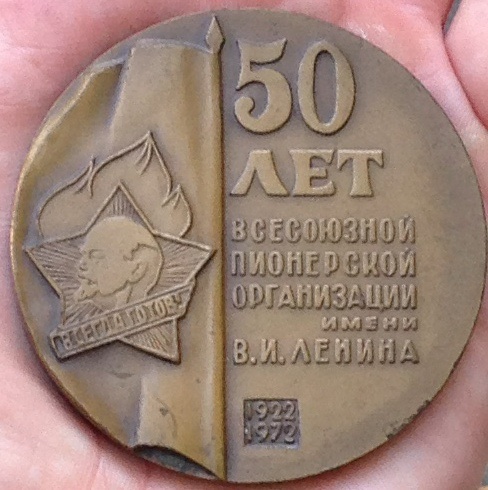 50
ЛЕТ
ВСЕСОЮЗНОЙ
ПИОНЕРСКОЙ
ОРГАНИЗАЦИИ
ИМЕНИ
В.И. ЛЕНИНА
ВСЕГДА ГОТОВ!
1922
1972